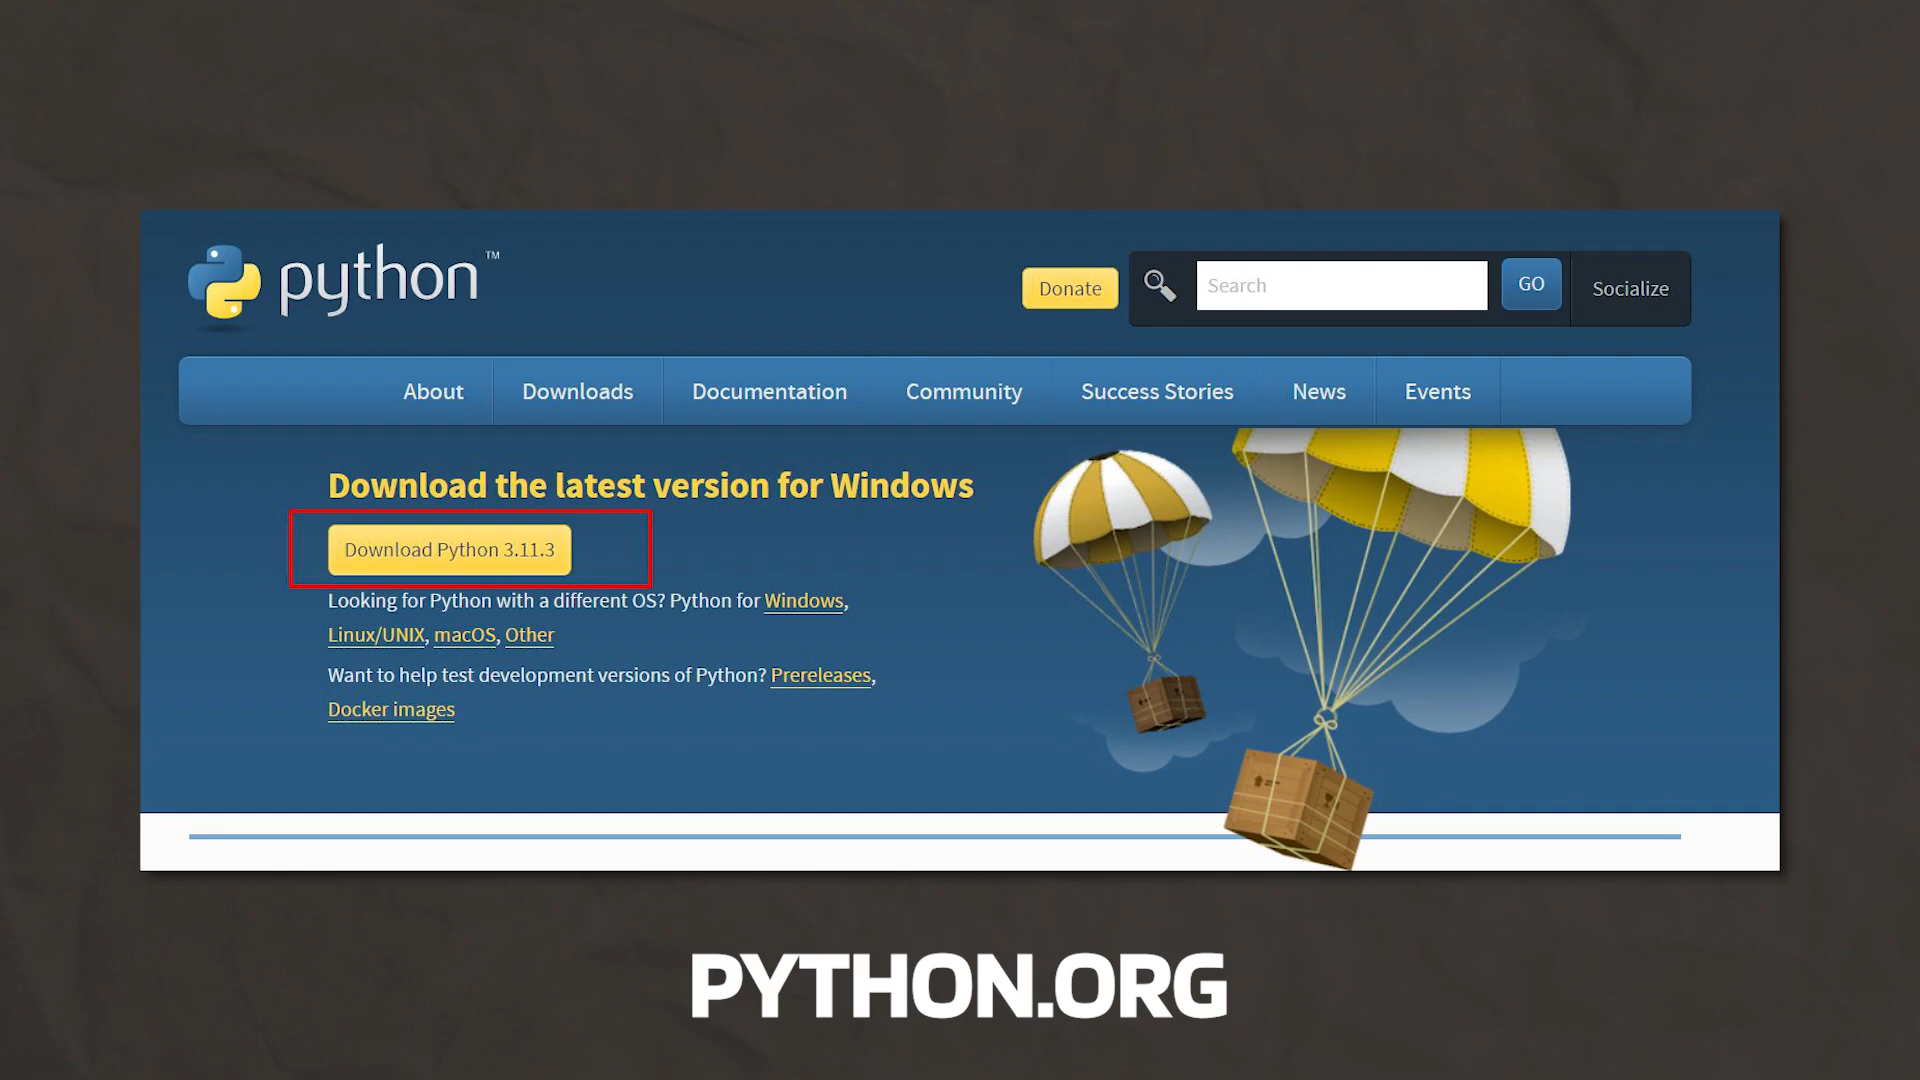 python™
Donate
Search
GO
Socialize
About
Downloads
Documentation
Community
Success Stories
News
Events
Download the latest version for Windows
Download Python 3.11.3
Looking for Python with a different OS? Python for Windows,
Linux/UNIX, macOS, Other
Want to help test development versions of Python? Prereleases,
Docker images
PYTHON.ORG